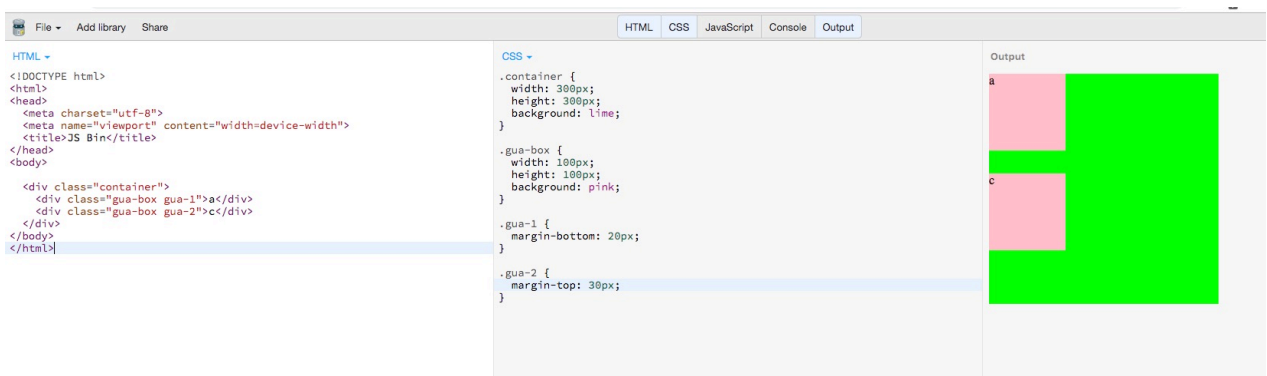 File Add library Share HTML CSS JavaScript Console Output
HTML
<!DOCTYPE html>
<html>
<head>
  <meta charset="utf-8">
  <meta name="viewport" content="width=device-width">
  <title>JS Bin</title>
</head>
<body>

  <div class="container">
    <div class="gua-box gua-1">a</div>
    <div class="gua-box gua-2">c</div>
  </div>
</body>
</html>
CSS
.container {
  width: 300px;
  height: 300px;
  background: lime;
}

.gua-box {
  width: 100px;
  height: 100px;
  background: pink;
}

.gua-1 {
  margin-bottom: 20px;
}

.gua-2 {
  margin-top: 30px;
}
Output
a
c